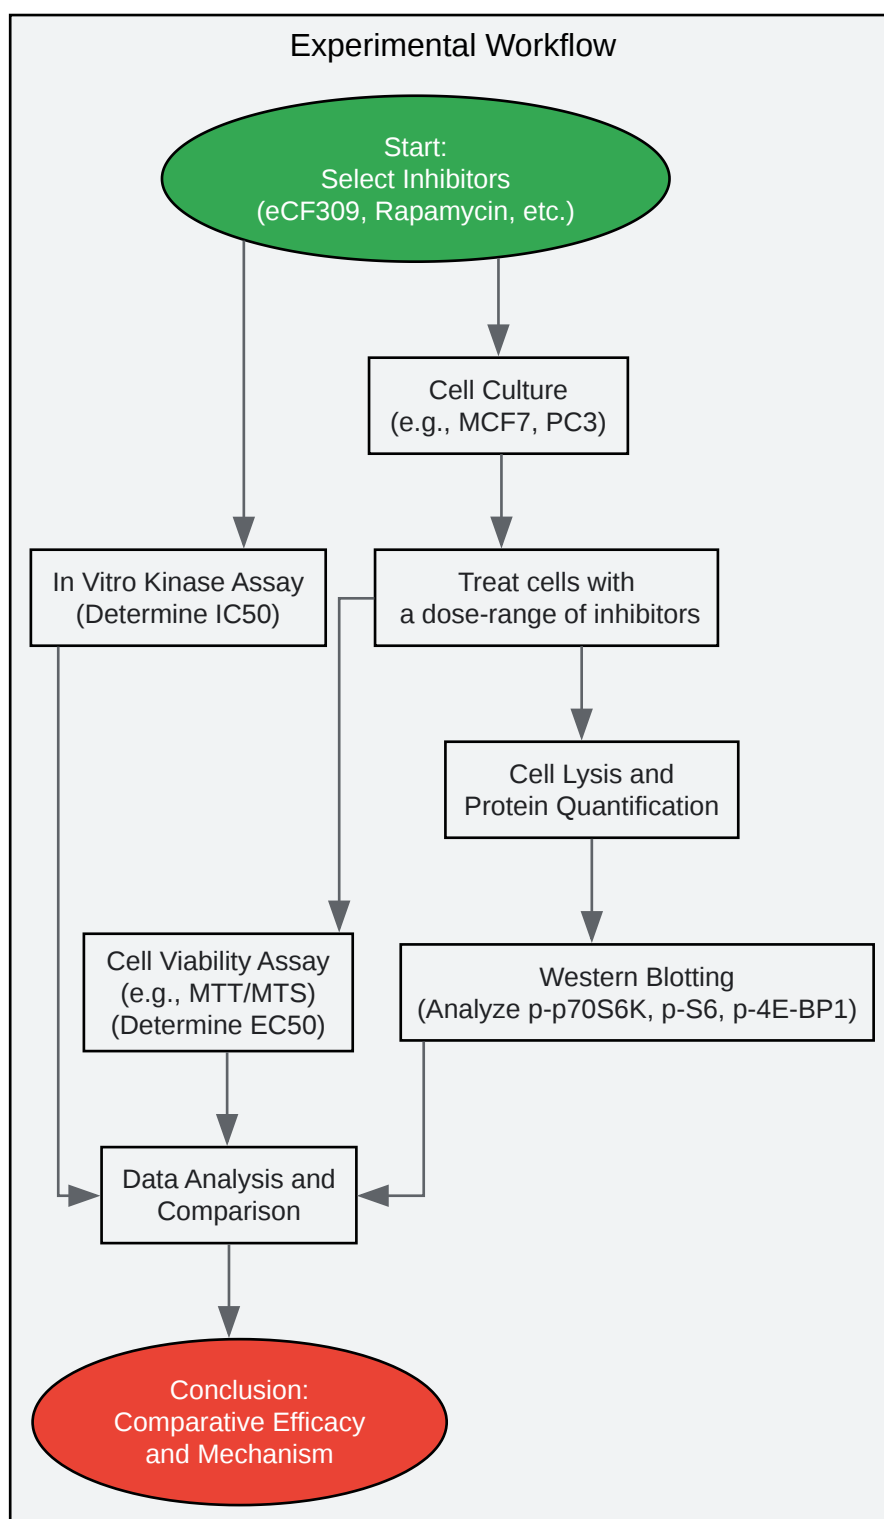 Experimental Workflow
Start:
Select Inhibitors
(eCF309, Rapamycin, etc.)
Cell Culture
(e.g., MCF7, PC3)
In Vitro Kinase Assay
(Determine IC50)
Treat cells with
a dose-range of inhibitors
Cell Lysis and
Protein Quantification
Cell Viability Assay
(e.g., MTT/MTS)
(Determine EC50)
Western Blotting
(Analyze p-p70S6K, p-S6, p-4E-BP1)
Data Analysis and
Comparison
Conclusion:
Comparative Efficacy
and Mechanism